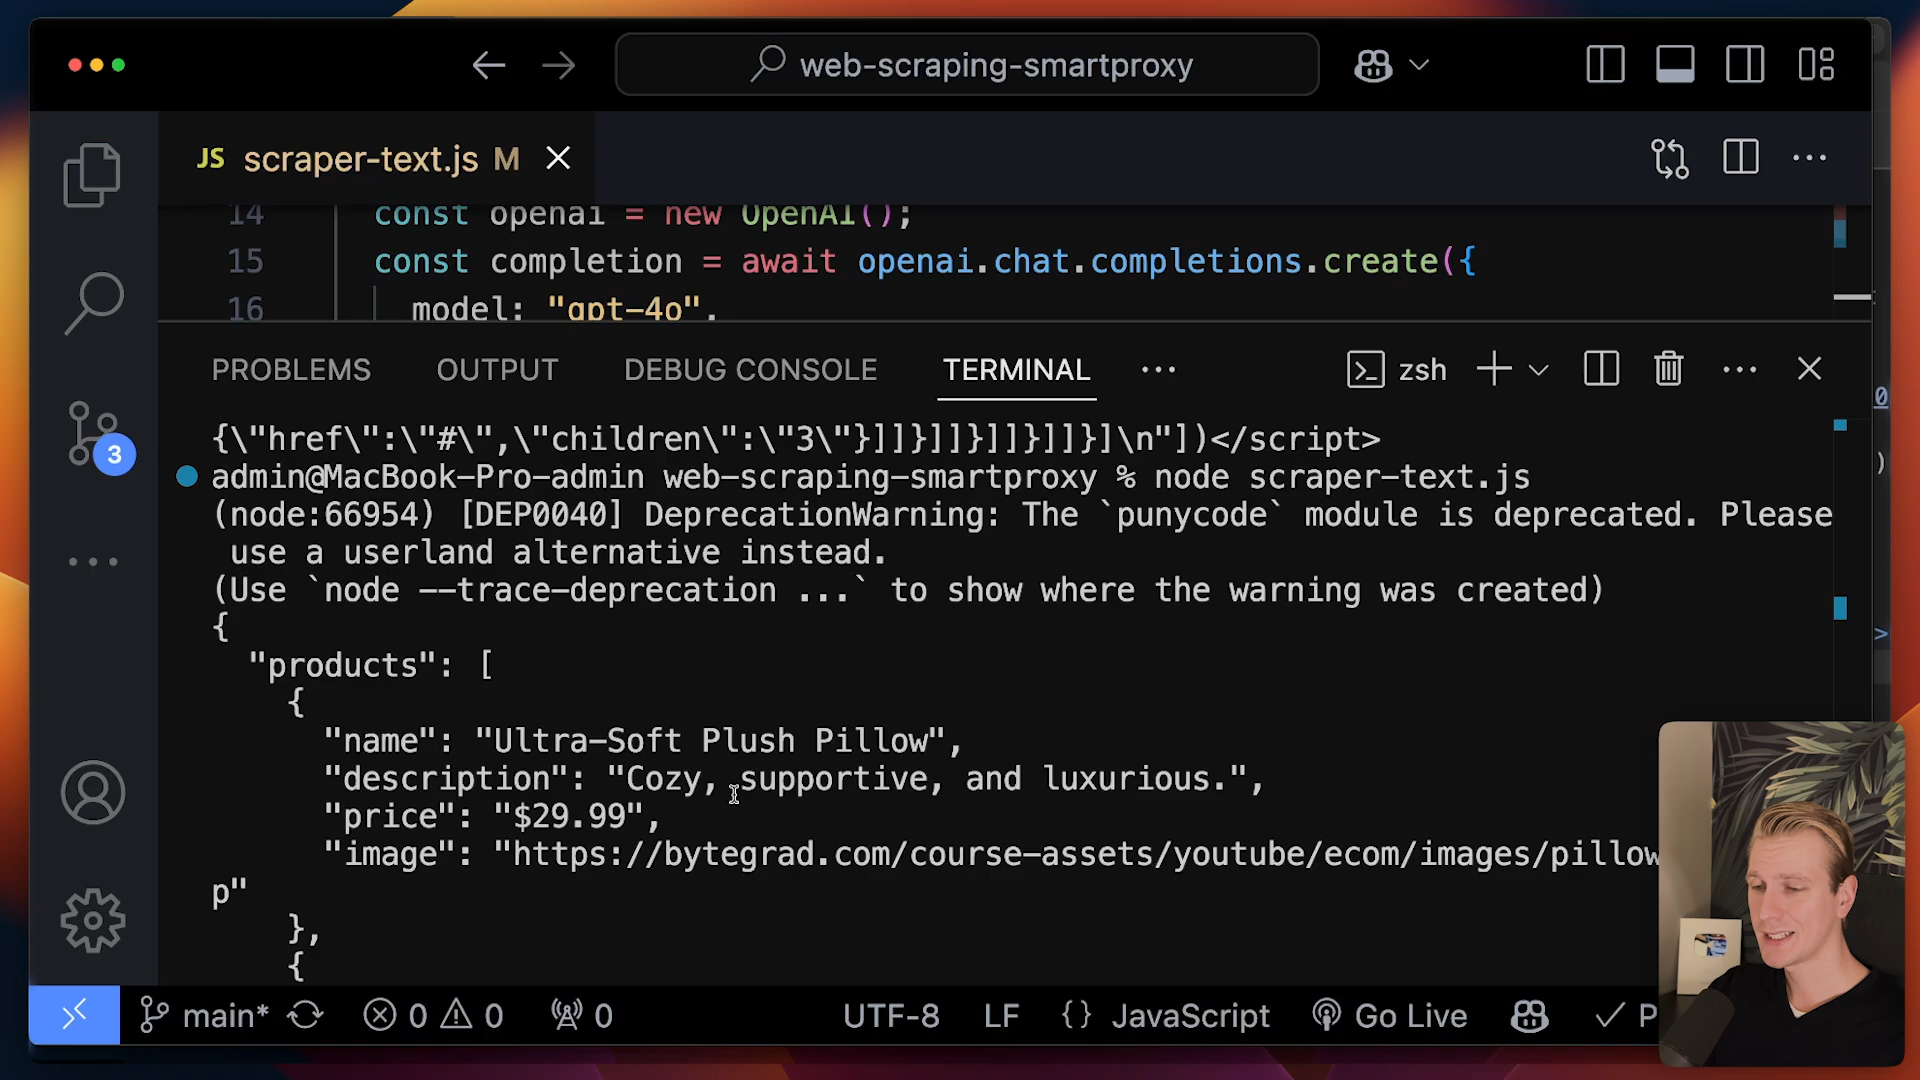 web-scraping-smartproxy
JS scraper-text.js M
14 const openai = new OpenAI();
15 const completion = await openai.chat.completions.create({
16 model: "gpt-4o",
PROBLEMS OUTPUT DEBUG CONSOLE TERMINAL ... zsh
{\"href\":\"#\",\"children\":\"3\"}]]}]]}]]}]]}]\n"])</script>
admin@MacBook-Pro-admin web-scraping-smartproxy % node scraper-text.js
(node:66954) [DEP0040] DeprecationWarning: The `punycode` module is deprecated. Please
use a userland alternative instead.
(Use `node --trace-deprecation ...` to show where the warning was created)
{
"products": [
{
"name": "Ultra-Soft Plush Pillow",
"description": "Cozy, supportive, and luxurious.",
"price": "$29.99",
"image": "https://bytegrad.com/course-assets/youtube/ecom/images/pillow
p"
},
{
3
main* 0 0 0 UTF-8 LF {} JavaScript Go Live P